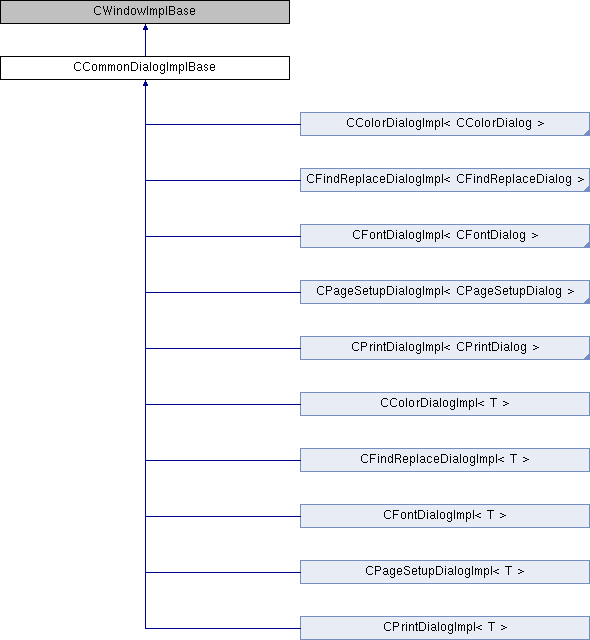 CWindowImplBase
CCommonDialogImplBase
CColorDialogImpl< CColorDialog >
CFindReplaceDialogImpl< CFindReplaceDialog >
CFontDialogImpl< CFontDialog >
CPageSetupDialogImpl< CPageSetupDialog >
CPrintDialogImpl< CPrintDialog >
CColorDialogImpl< T >
CFindReplaceDialogImpl< T >
CFontDialogImpl< T >
CPageSetupDialogImpl< T >
CPrintDialogImpl< T >